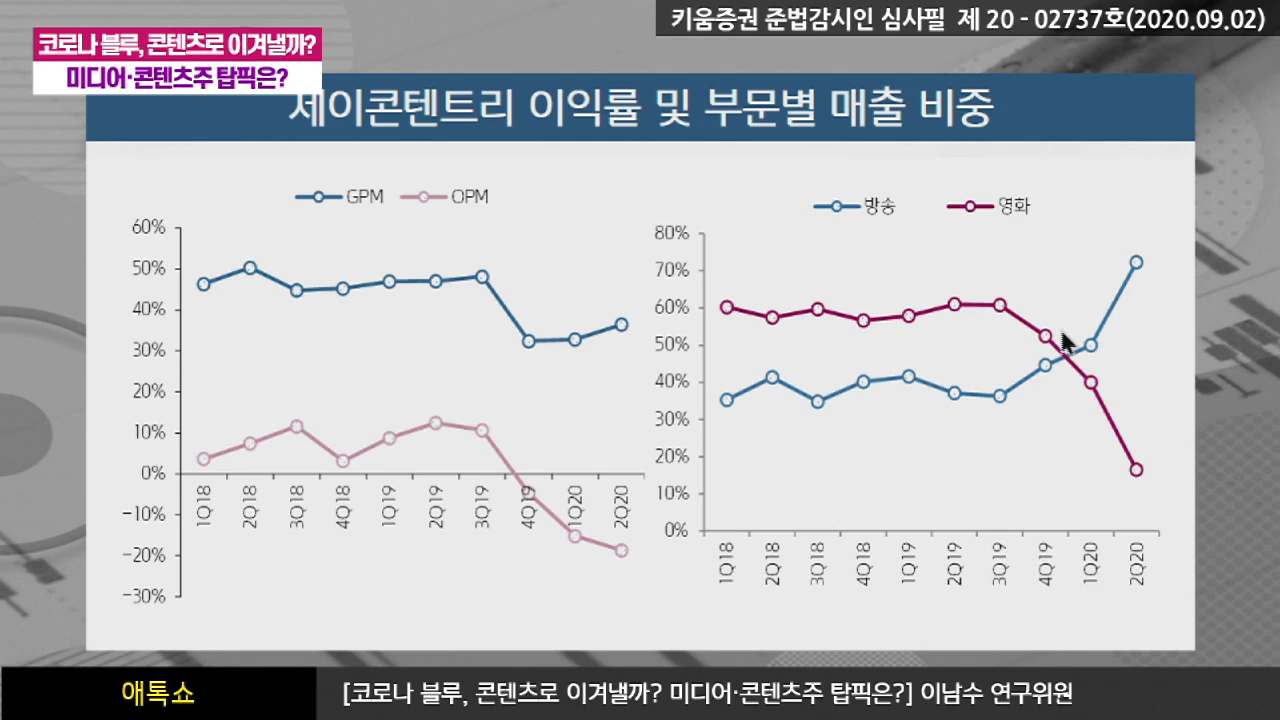 키움증권 준법감시인 심사필 제 20 - 02737호(2020.09.02)
코로나 블루, 콘텐츠로 이겨낼까?
미디어·콘텐츠주 탑픽은?
제이콘텐트리 이익률 및 부문별 매출 비중
GPM OPM
60%
50%
40%
30%
20%
10%
0%
-10%
-20%
-30%
1Q18 2Q18 3Q18 4Q18 1Q19 2Q19 3Q19 4Q19 1Q20 2Q20
방송 영화
80%
70%
60%
50%
40%
30%
20%
10%
0%
1Q18 2Q18 3Q18 4Q18 1Q19 2Q19 3Q19 4Q19 1Q20 2Q20
애톡쇼
[코로나 블루, 콘텐츠로 이겨낼까? 미디어·콘텐츠주 탑픽은?] 이남수 연구위원